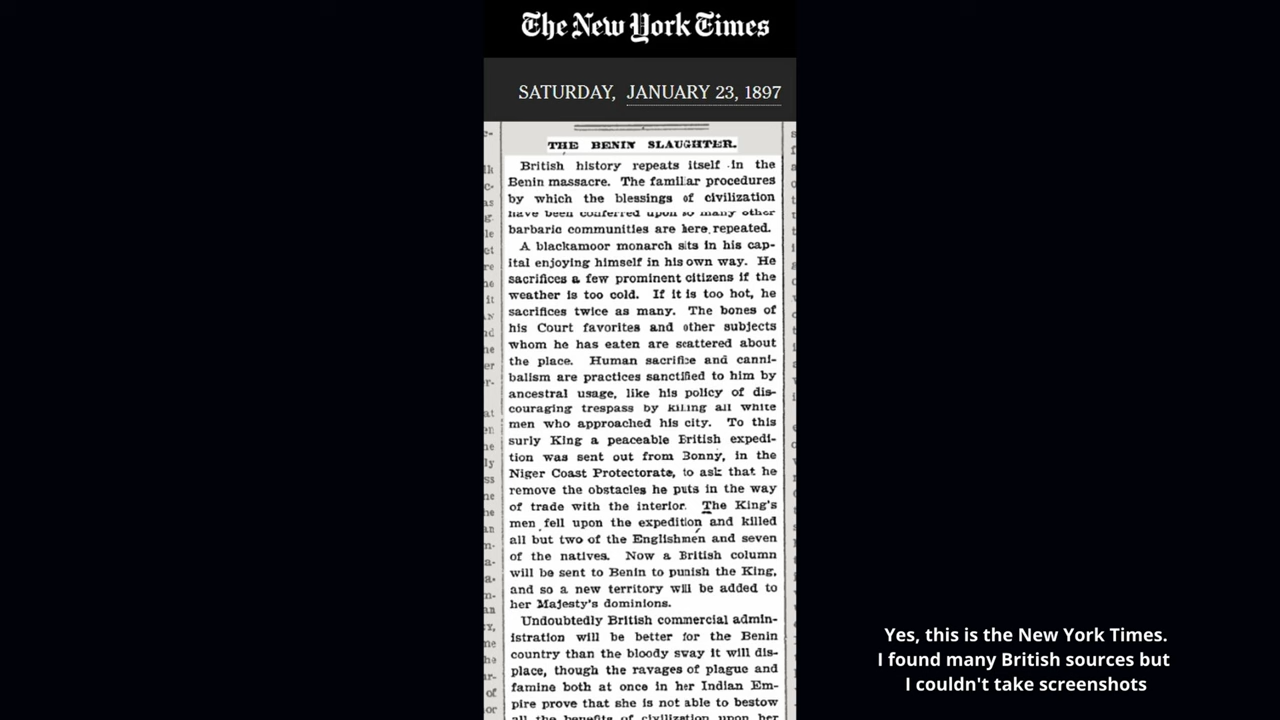 The New York Times
SATURDAY, JANUARY 23, 1897
THE BENIN SLAUGHTER.
British history repeats itself in the
Benin massacre. The familiar procedures
by which the blessings of civilization
have been conferred upon so many other
barbaric communities are here repeated.
A blackamoor monarch sits in his cap-
ital enjoying himself in his own way. He
sacrifices a few prominent citizens if the
weather is too cold. If it is too hot, he
sacrifices twice as many. The bones of
his Court favorites and other subjects
whom he has eaten are scattered about
the place. Human sacrifice and canni-
balism are practices sanctified to him by
ancestral usage, like his policy of dis-
couraging trespass by killing all white
men who approached his city. To this
surly King a peaceable British expedi-
tion was sent out from Bonny, in the
Niger Coast Protectorate, to ask that he
remove the obstacles he puts in the way
of trade with the interior. The King's
men fell upon the expedition and killed
all but two of the Englishmen and seven
of the natives. Now a British column
will be sent to Benin to punish the King,
and so a new territory will be added to
her Majesty's dominions.
Undoubtedly British commercial admin-
istration will be better for the Benin
country than the bloody sway it will dis-
place, though the ravages of plague and
famine both at once in her Indian Em-
pire prove that she is not able to bestow
all the benefits of civilization upon her
Yes, this is the New York Times.
I found many British sources but
I couldn't take screenshots